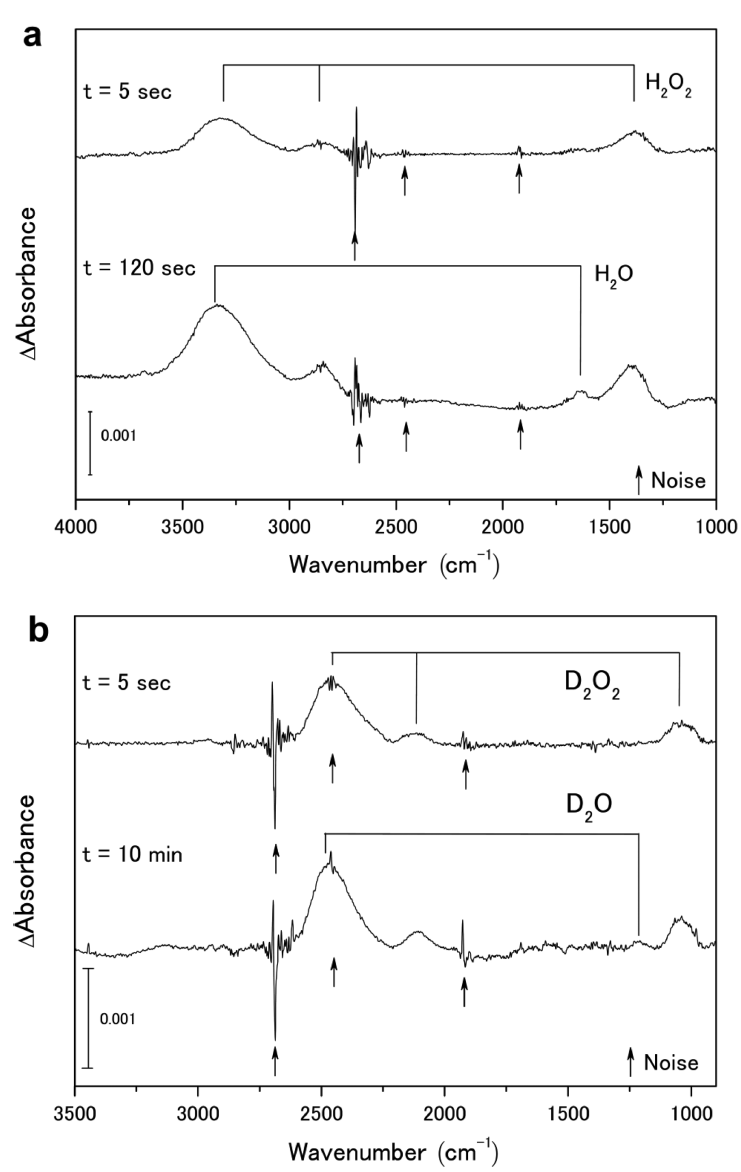 a
t = 5 sec
H₂O₂
t = 120 sec
H₂O
ΔAbsorbance
0.001
Noise
4000 3500 3000 2500 2000 1500 1000
Wavenumber (cm⁻¹)
b
t = 5 sec
D₂O₂
D₂O
t = 10 min
ΔAbsorbance
0.001
Noise
3500 3000 2500 2000 1500 1000
Wavenumber (cm⁻¹)